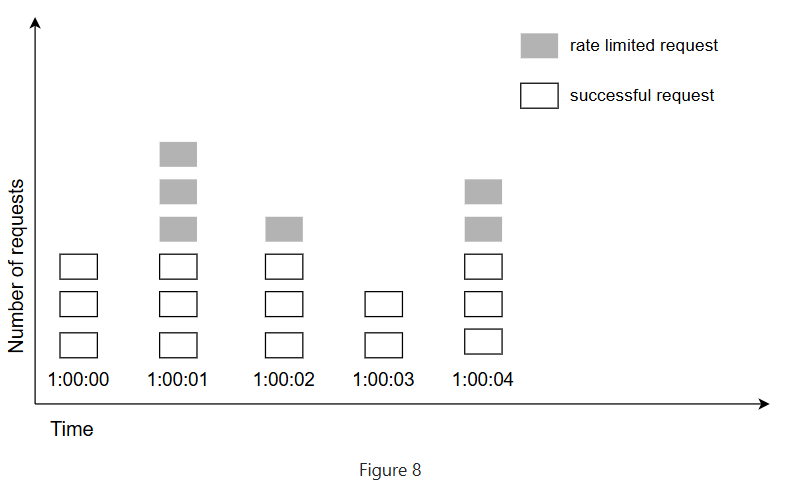 rate limited request
successful request
Number of requests
1:00:00 1:00:01 1:00:02 1:00:03 1:00:04
Time
Figure 8